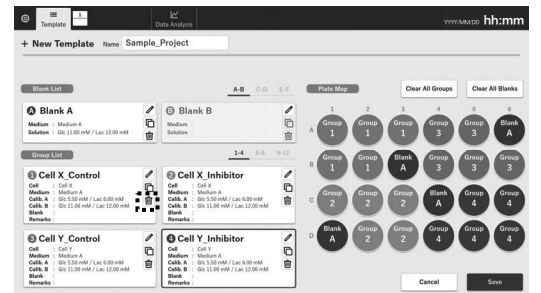 Template
1
Data Analysis
YYYY/MM/DD hh:mm
+ New Template Name Sample_Project
Blank List
A-B C-D E-F
Plate Map
Clear All Groups
Clear All Blanks
A Blank A
Medium : Medium A
Solution : Glc 11.00 mM / Lac 12.00 mM
B Blank B
Medium :
Solution :
Group List
1-4 5-8 9-12
1 Cell X_Control
Cell : Cell X
Medium : Medium A
Calib. A : Glc 5.50 mM / Lac 6.00 mM
Calib. B : Glc 11.00 mM / Lac 12.00 mM
Blank :
Remarks :
2 Cell X_Inhibitor
Cell : Cell X
Medium : Medium A
Calib. A : Glc 5.50 mM / Lac 6.00 mM
Calib. B : Glc 11.00 mM / Lac 12.00 mM
Blank :
Remarks :
3 Cell Y_Control
Cell : Cell Y
Medium : Medium A
Calib. A : Glc 5.50 mM / Lac 6.00 mM
Calib. B : Glc 11.00 mM / Lac 12.00 mM
Blank :
Remarks :
4 Cell Y_Inhibitor
Cell : Cell Y
Medium : Medium A
Calib. A : Glc 5.50 mM / Lac 6.00 mM
Calib. B : Glc 11.00 mM / Lac 12.00 mM
Blank :
Remarks :
1 2 3 4 5 6
A Group 1 Group 1 Group 1 Group 3 Group 3 Blank A
B Group 1 Group 1 Blank A Group 3 Group 3 Group 3
C Group 2 Group 2 Group 2 Blank A Group 4 Group 4
D Blank A Group 2 Group 2 Group 4 Group 4 Group 4
Cancel
Save